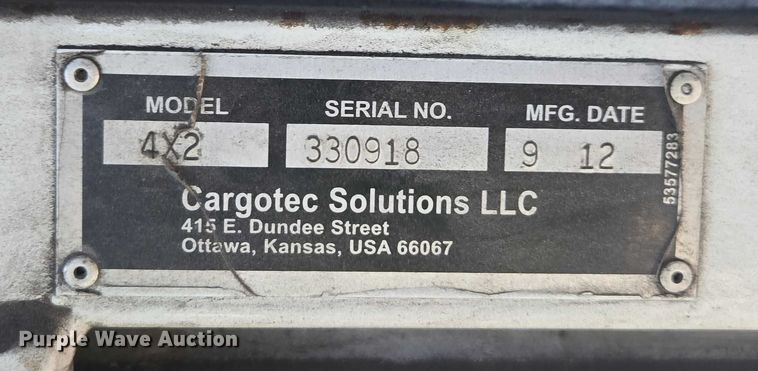 MODEL SERIAL NO. MFG. DATE
4X2 330918 9 12
53577283
Cargotec Solutions LLC
415 E. Dundee Street
Ottawa, Kansas, USA 66067
Purple Wave Auction